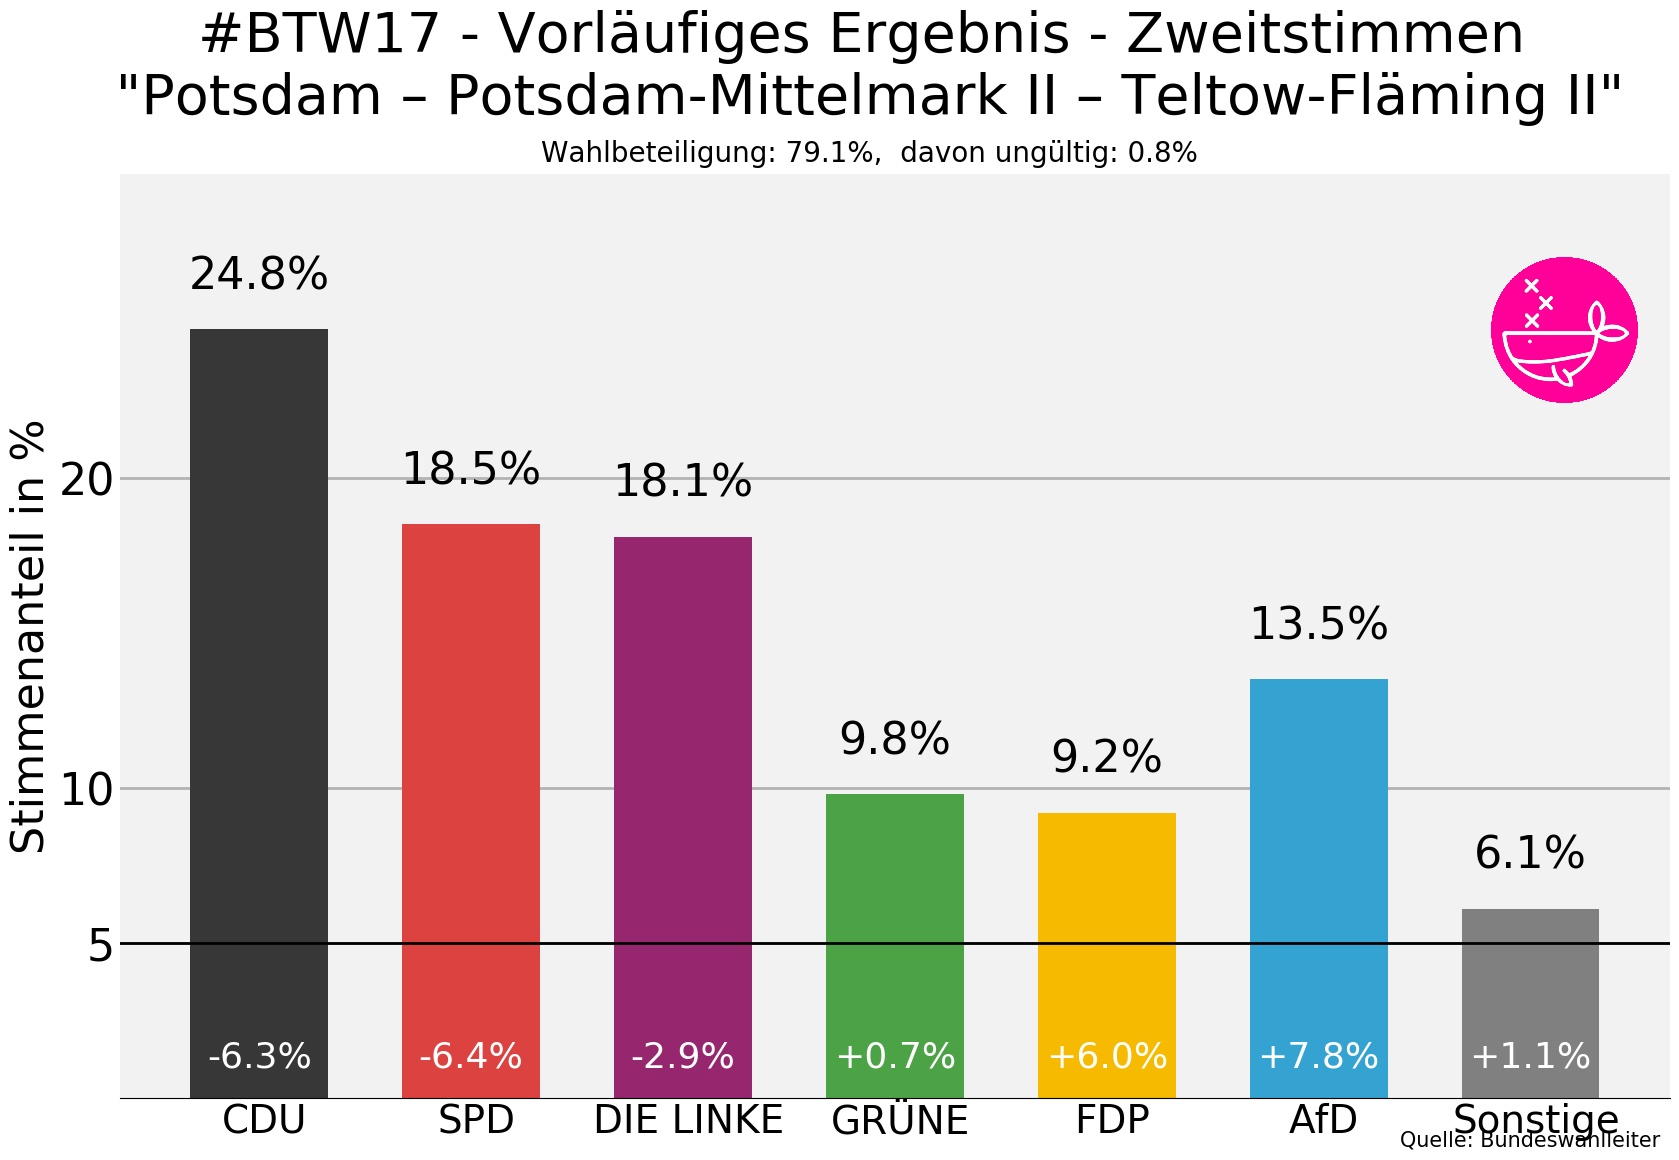 #BTW17 - Vorläufiges Ergebnis - Zweitstimmen
"Potsdam – Potsdam-Mittelmark II – Teltow-Fläming II"
Wahlbeteiligung: 79.1%,  davon ungültig: 0.8%
Stimmenanteil in %
20
10
5
24.8%
18.5%
18.1%
9.8%
9.2%
13.5%
6.1%
-6.3%
-6.4%
-2.9%
+0.7%
+6.0%
+7.8%
+1.1%
CDU
SPD
DIE LINKE
GRÜNE
FDP
AfD
Sonstige
Quelle: Bundeswahlleiter